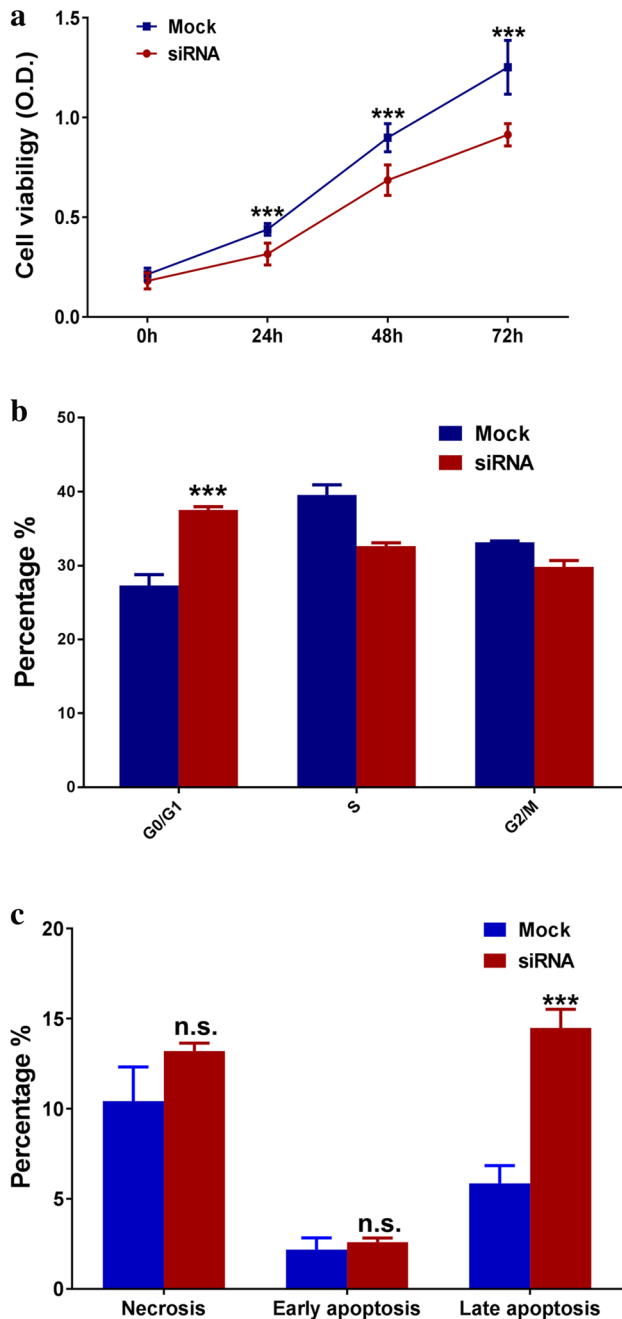 a
Mock
siRNA
Cell viabiligy (O.D.)
1.5
1.0
0.5
0.0
***
***
***
0h 24h 48h 72h
b
Mock
siRNA
Percentage %
50
40
30
20
10
0
***
G0/G1 S G2/M
c
Mock
siRNA
Percentage %
20
15
10
5
0
n.s.
n.s.
***
Necrosis Early apoptosis Late apoptosis